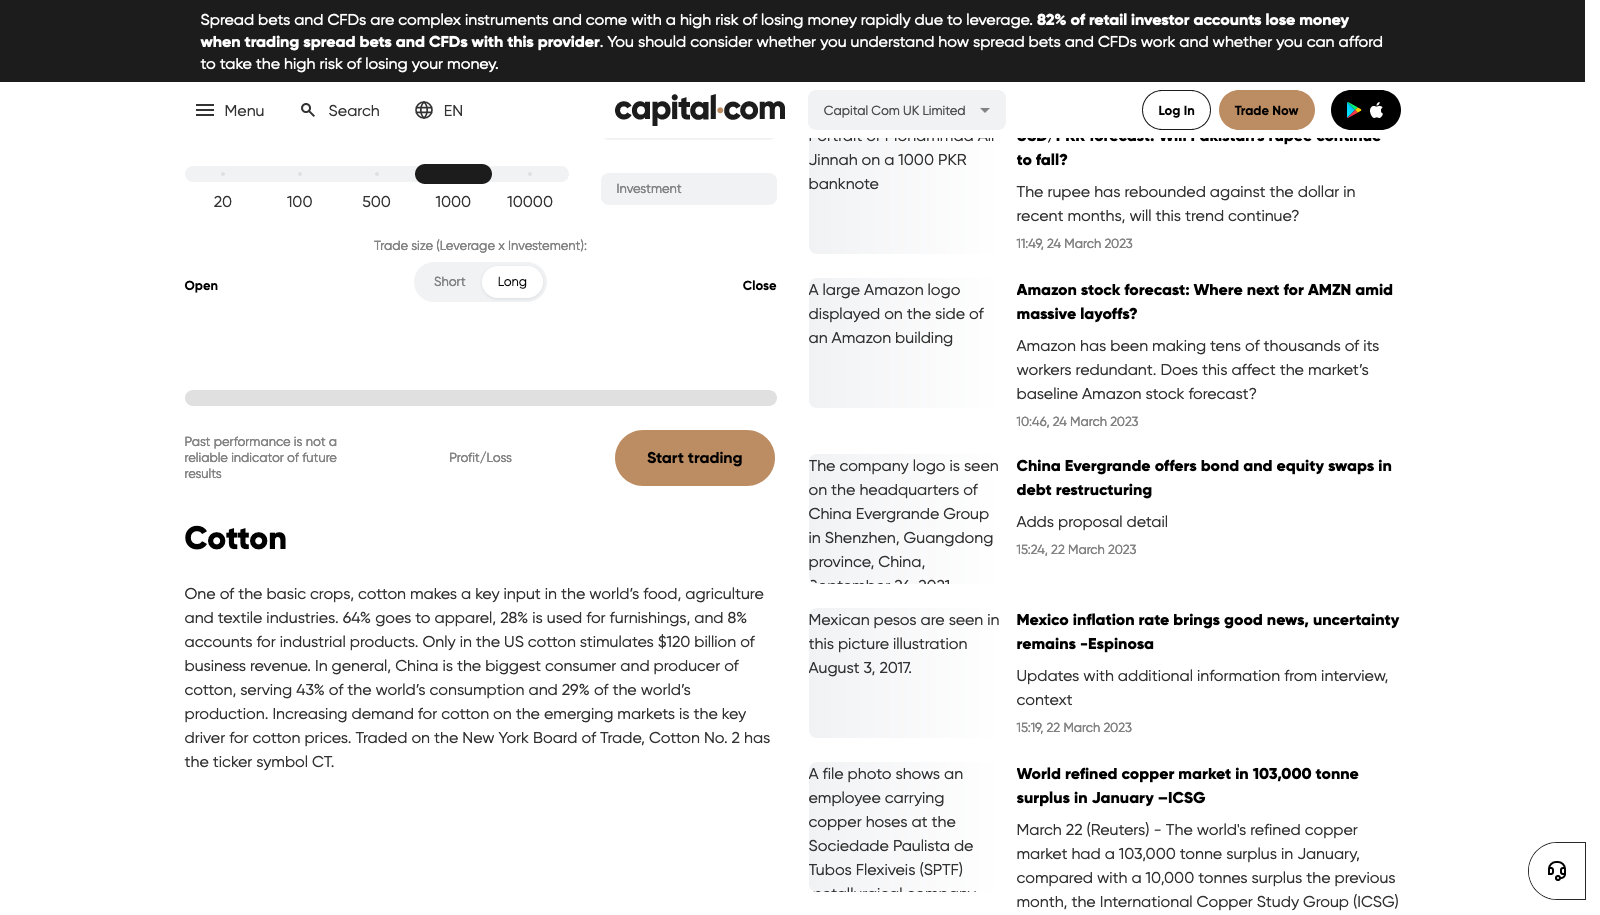 Spread bets and CFDs are complex instruments and come with a high risk of losing money rapidly due to leverage. 82% of retail investor accounts lose money
when trading spread bets and CFDs with this provider. You should consider whether you understand how spread bets and CFDs work and whether you can afford
to take the high risk of losing your money.
Menu
Search
EN
capital.com
Capital Com UK Limited
Log In
Trade Now
20
100
500
1000
10000
Investment
Trade size (Leverage x Investement):
Open
Short
Long
Close
Past performance is not a
reliable indicator of future
results
Profit/Loss
Start trading
Cotton
One of the basic crops, cotton makes a key input in the world's food, agriculture
and textile industries. 64% goes to apparel, 28% is used for furnishings, and 8%
accounts for industrial products. Only in the US cotton stimulates $120 billion of
business revenue. In general, China is the biggest consumer and producer of
cotton, serving 43% of the world's consumption and 29% of the world's
production. Increasing demand for cotton on the emerging markets is the key
driver for cotton prices. Traded on the New York Board of Trade, Cotton No. 2 has
the ticker symbol CT.
Portrait of Mohammad Ali
Jinnah on a 1000 PKR
banknote
USD/PKR forecast: Will Pakistan's rupee continue
to fall?
The rupee has rebounded against the dollar in
recent months, will this trend continue?
11:49, 24 March 2023
A large Amazon logo
displayed on the side of
an Amazon building
Amazon stock forecast: Where next for AMZN amid
massive layoffs?
Amazon has been making tens of thousands of its
workers redundant. Does this affect the market's
baseline Amazon stock forecast?
10:46, 24 March 2023
The company logo is seen
on the headquarters of
China Evergrande Group
in Shenzhen, Guangdong
province, China,
September 26, 2021
China Evergrande offers bond and equity swaps in
debt restructuring
Adds proposal detail
15:24, 22 March 2023
Mexican pesos are seen in
this picture illustration
August 3, 2017.
Mexico inflation rate brings good news, uncertainty
remains -Espinosa
Updates with additional information from interview,
context
15:19, 22 March 2023
A file photo shows an
employee carrying
copper hoses at the
Sociedade Paulista de
Tubos Flexiveis (SPTF)
metallurgical company
World refined copper market in 103,000 tonne
surplus in January –ICSG
March 22 (Reuters) - The world's refined copper
market had a 103,000 tonne surplus in January,
compared with a 10,000 tonnes surplus the previous
month, the International Copper Study Group (ICSG)